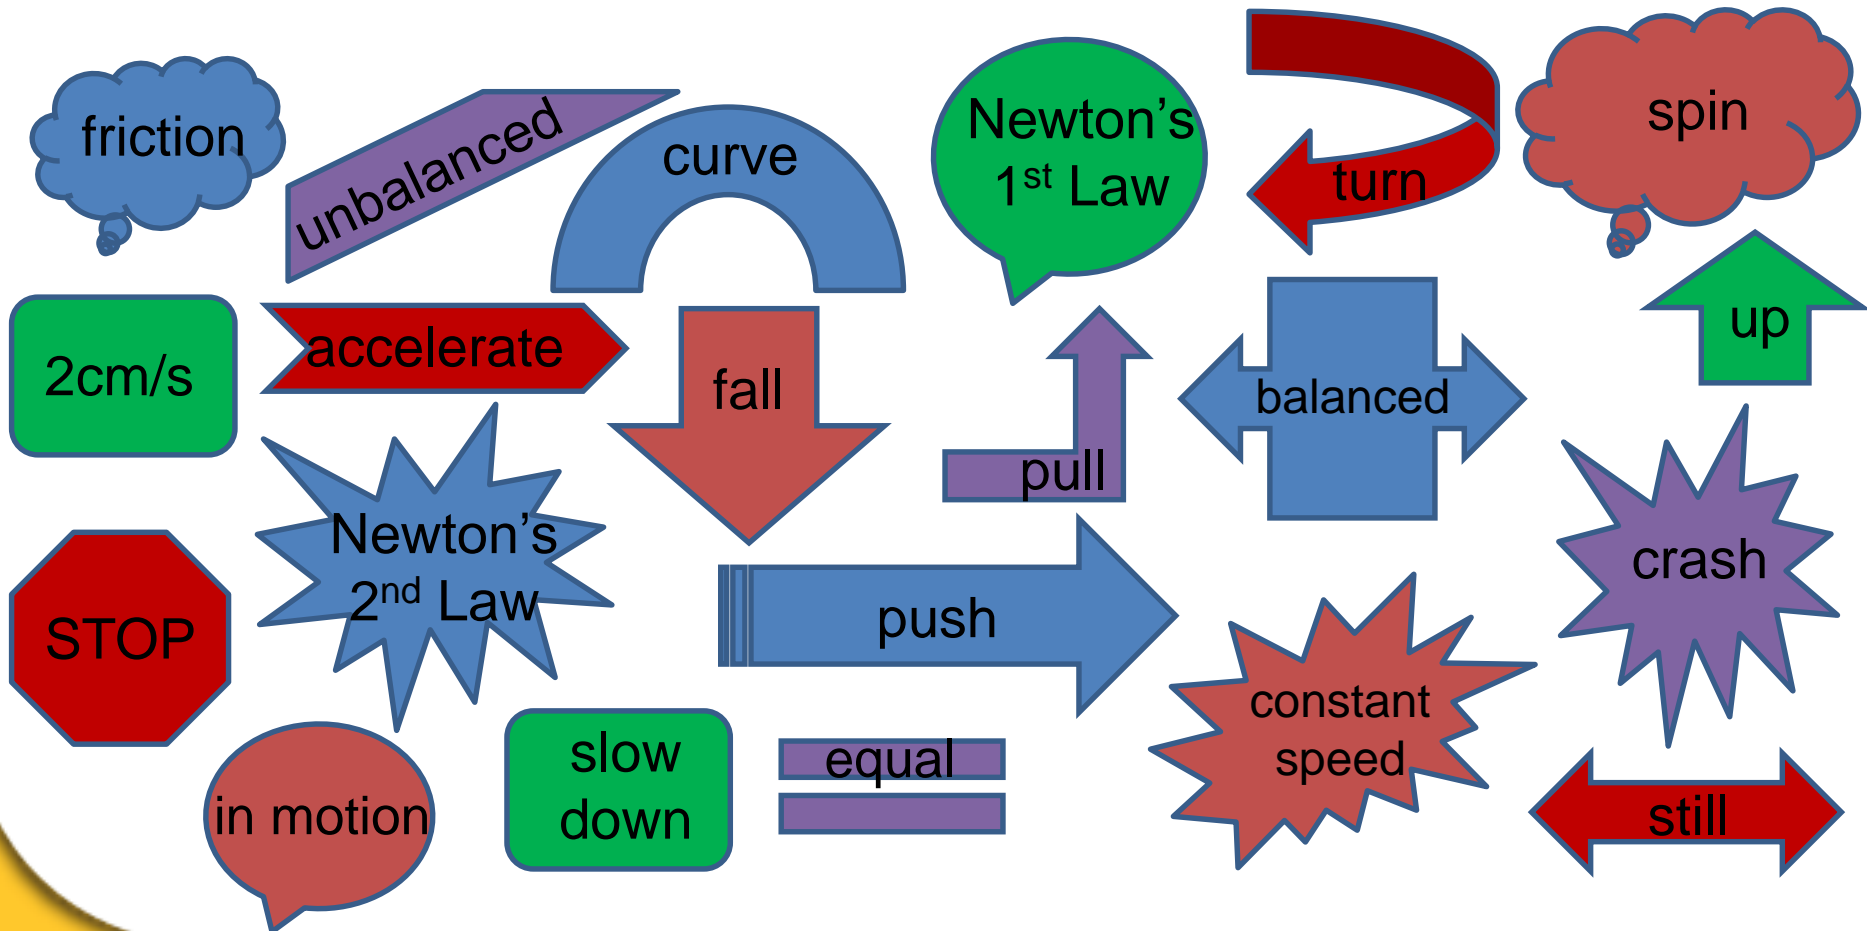 friction
unbalanced
curve
Newton's
1st Law
turn
spin
2cm/s
accelerate
fall
pull
balanced
up
STOP
Newton's
2nd Law
push
constant
speed
crash
in motion
slow
down
equal
still